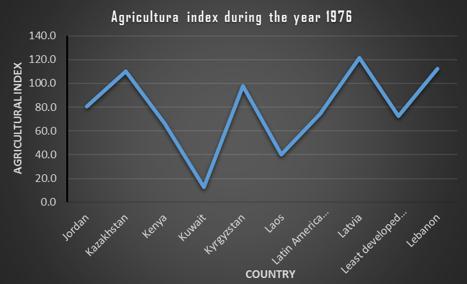 Agricultura index during the year 1976
AGRICULTURAL INDEX
140.0
120.0
100.0
80.0
60.0
40.0
20.0
0.0
Jordan
Kazakhstan
Kenya
Kuwait
Kyrgyzstan
Laos
Latin America...
Latvia
Least developed...
Lebanon
COUNTRY